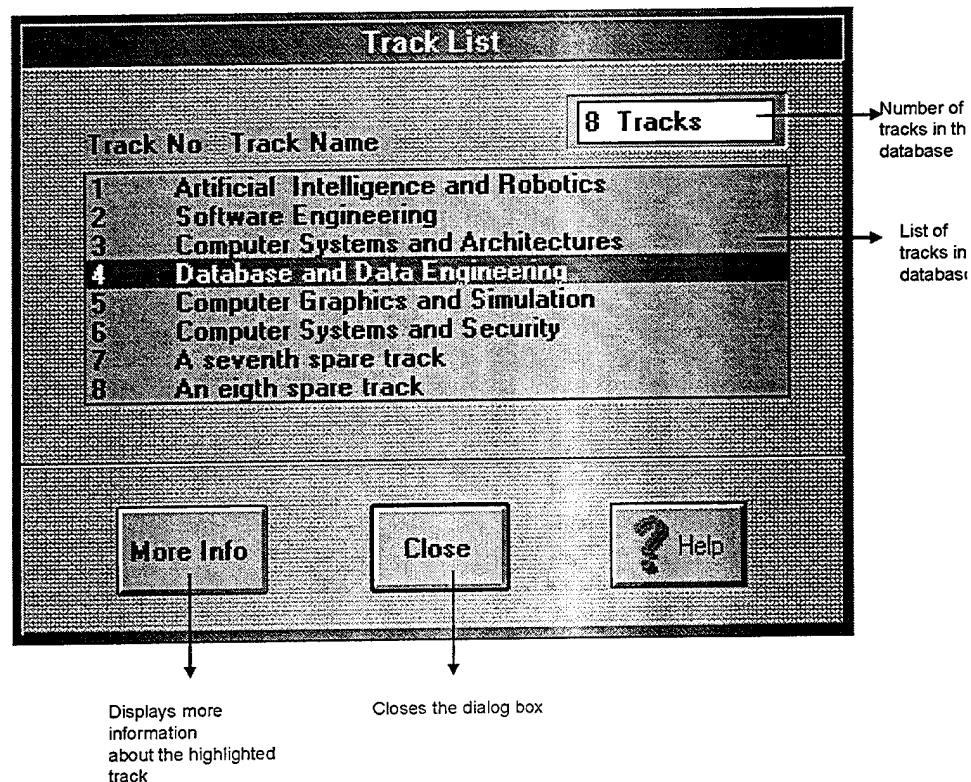 Track List
8 Tracks
Number of
tracks in th
database
Track No Track Name
1 Artificial Intelligence and Robotics
2 Software Engineering
3 Computer Systems and Architectures
4 Database and Data Engineering
5 Computer Graphics and Simulation
6 Computer Systems and Security
7 A seventh spare track
8 An eigth spare track
List of
tracks in
database
More Info
Close
? Help
Displays more
information
about the highlighted
track
Closes the dialog box